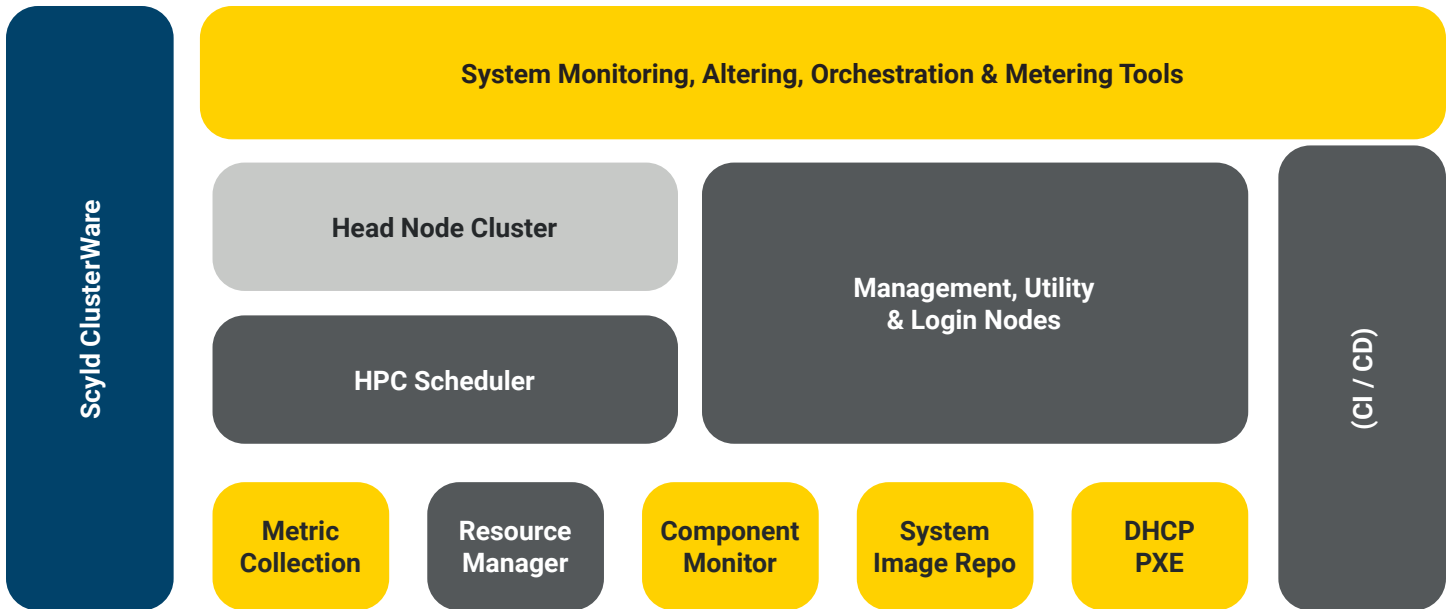 Scyld ClusterWare
System Monitoring, Altering, Orchestration & Metering Tools
Head Node Cluster
HPC Scheduler
Management, Utility
& Login Nodes
(CI / CD)
Metric
Collection
Resource
Manager
Component
Monitor
System
Image Repo
DHCP
PXE